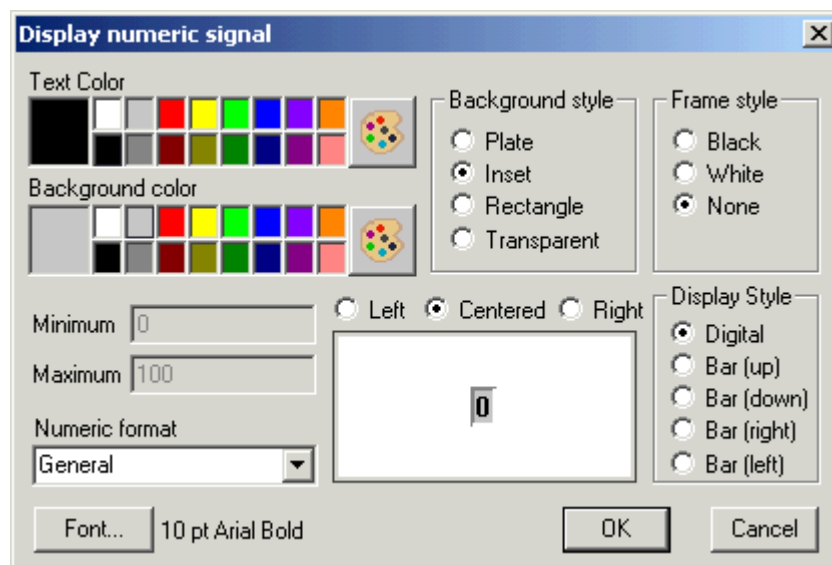 Display numeric signal
Text Color
Background color
Background style
Plate
Inset
Rectangle
Transparent
Frame style
Black
White
None
Minimum 0
Maximum 100
Numeric format
General
Left Centered Right
0
Display Style
Digital
Bar (up)
Bar (down)
Bar (right)
Bar (left)
Font... 10 pt Arial Bold
OK Cancel